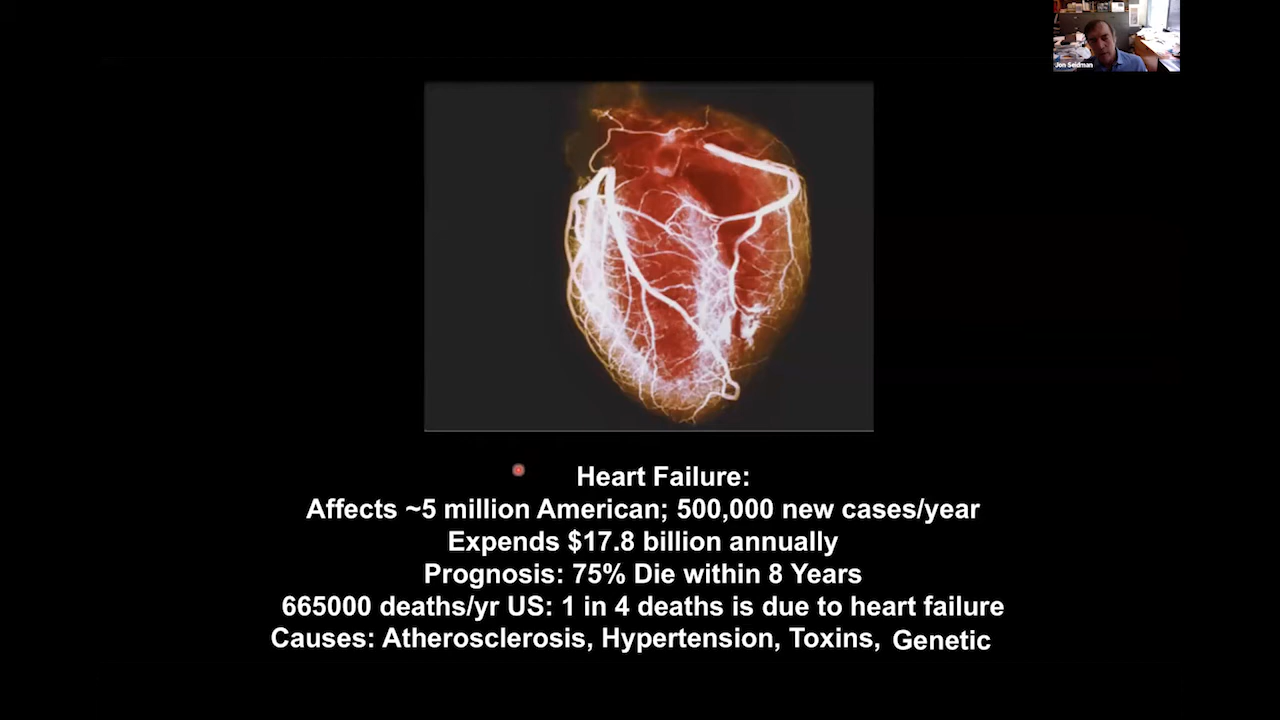 Jon Seidman
Heart Failure:
Affects ~5 million American; 500,000 new cases/year
Expends $17.8 billion annually
Prognosis: 75% Die within 8 Years
665000 deaths/yr US: 1 in 4 deaths is due to heart failure
Causes: Atherosclerosis, Hypertension, Toxins, Genetic